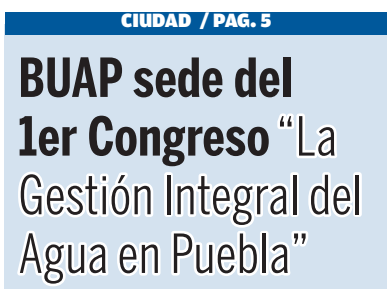 CIUDAD / PAG. 5
BUAP sede del
1er Congreso “La
Gestión Integral del
Agua en Puebla”